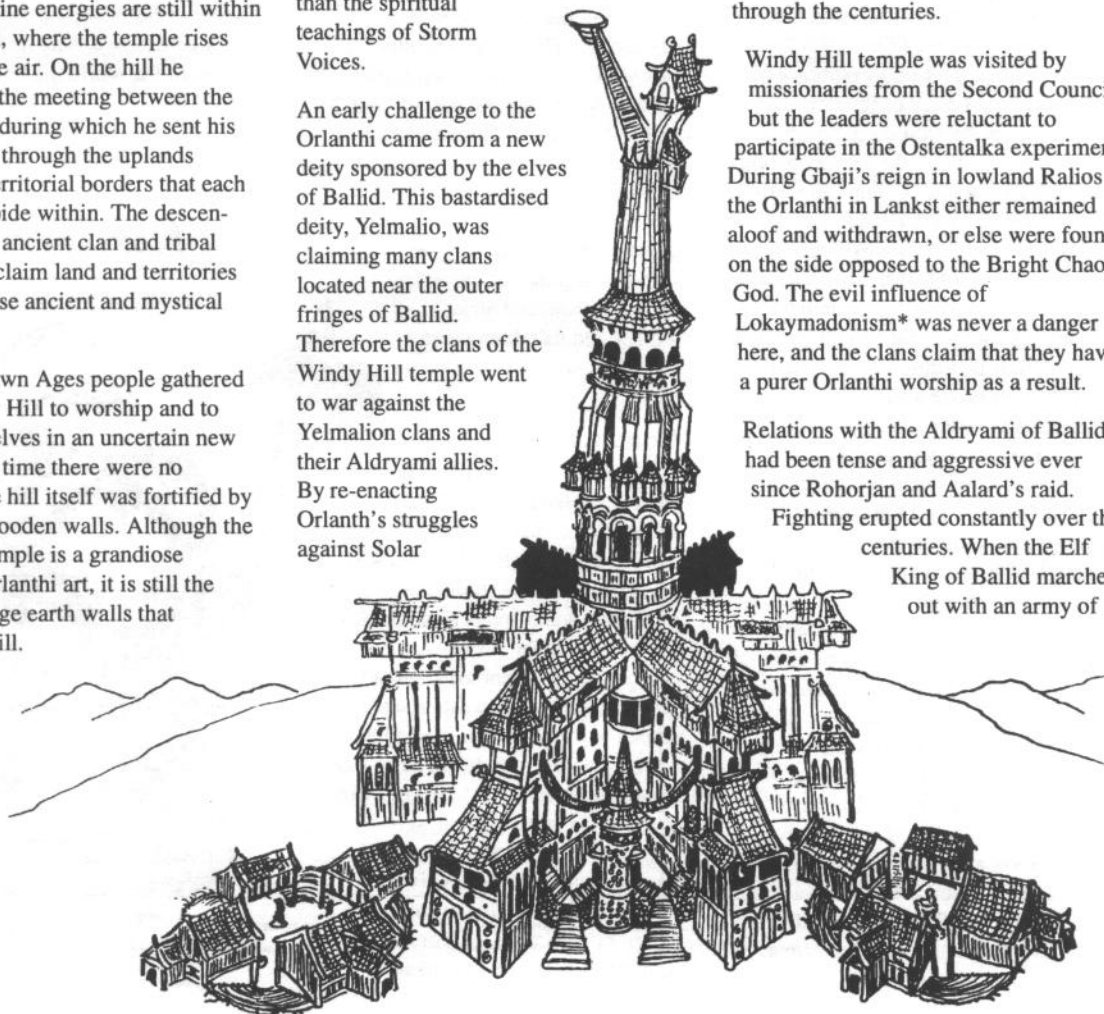 ine energies are still within
, where the temple rises
e air. On the hill he
the meeting between the
during which he sent his
through the uplands
rritorial borders that each
ide within. The descen-
ancient clan and tribal
claim land and territories
se ancient and mystical
wn Ages people gathered
Hill to worship and to
elves in an uncertain new
time there were no
e hill itself was fortified by
ooden walls. Although the
mple is a grandiose
rlanthi art, it is still the
ge earth walls that
ill.
than the spiritual
teachings of Storm
Voices.
An early challenge to the
Orlanthi came from a new
deity sponsored by the elves
of Ballid. This bastardised
deity, Yelmalio, was
claiming many clans
located near the outer
fringes of Ballid.
Therefore the clans of the
Windy Hill temple went
to war against the
Yelmalion clans and
their Aldryami allies.
By re-enacting
Orlanth's struggles
against Solar
through the centuries.
Windy Hill temple was visited by
missionaries from the Second Counci
but the leaders were reluctant to
participate in the Ostentalka experimen
During Gbaji's reign in lowland Ralios
the Orlanthi in Lankst either remained
aloof and withdrawn, or else were foun
on the side opposed to the Bright Chao
God. The evil influence of
Lokaymadonism* was never a danger
here, and the clans claim that they hav
a purer Orlanthi worship as a result.
Relations with the Aldryami of Ballid
had been tense and aggressive ever
since Rohorjan and Aalard's raid.
Fighting erupted constantly over th
centuries. When the Elf
King of Ballid marche
out with an army of